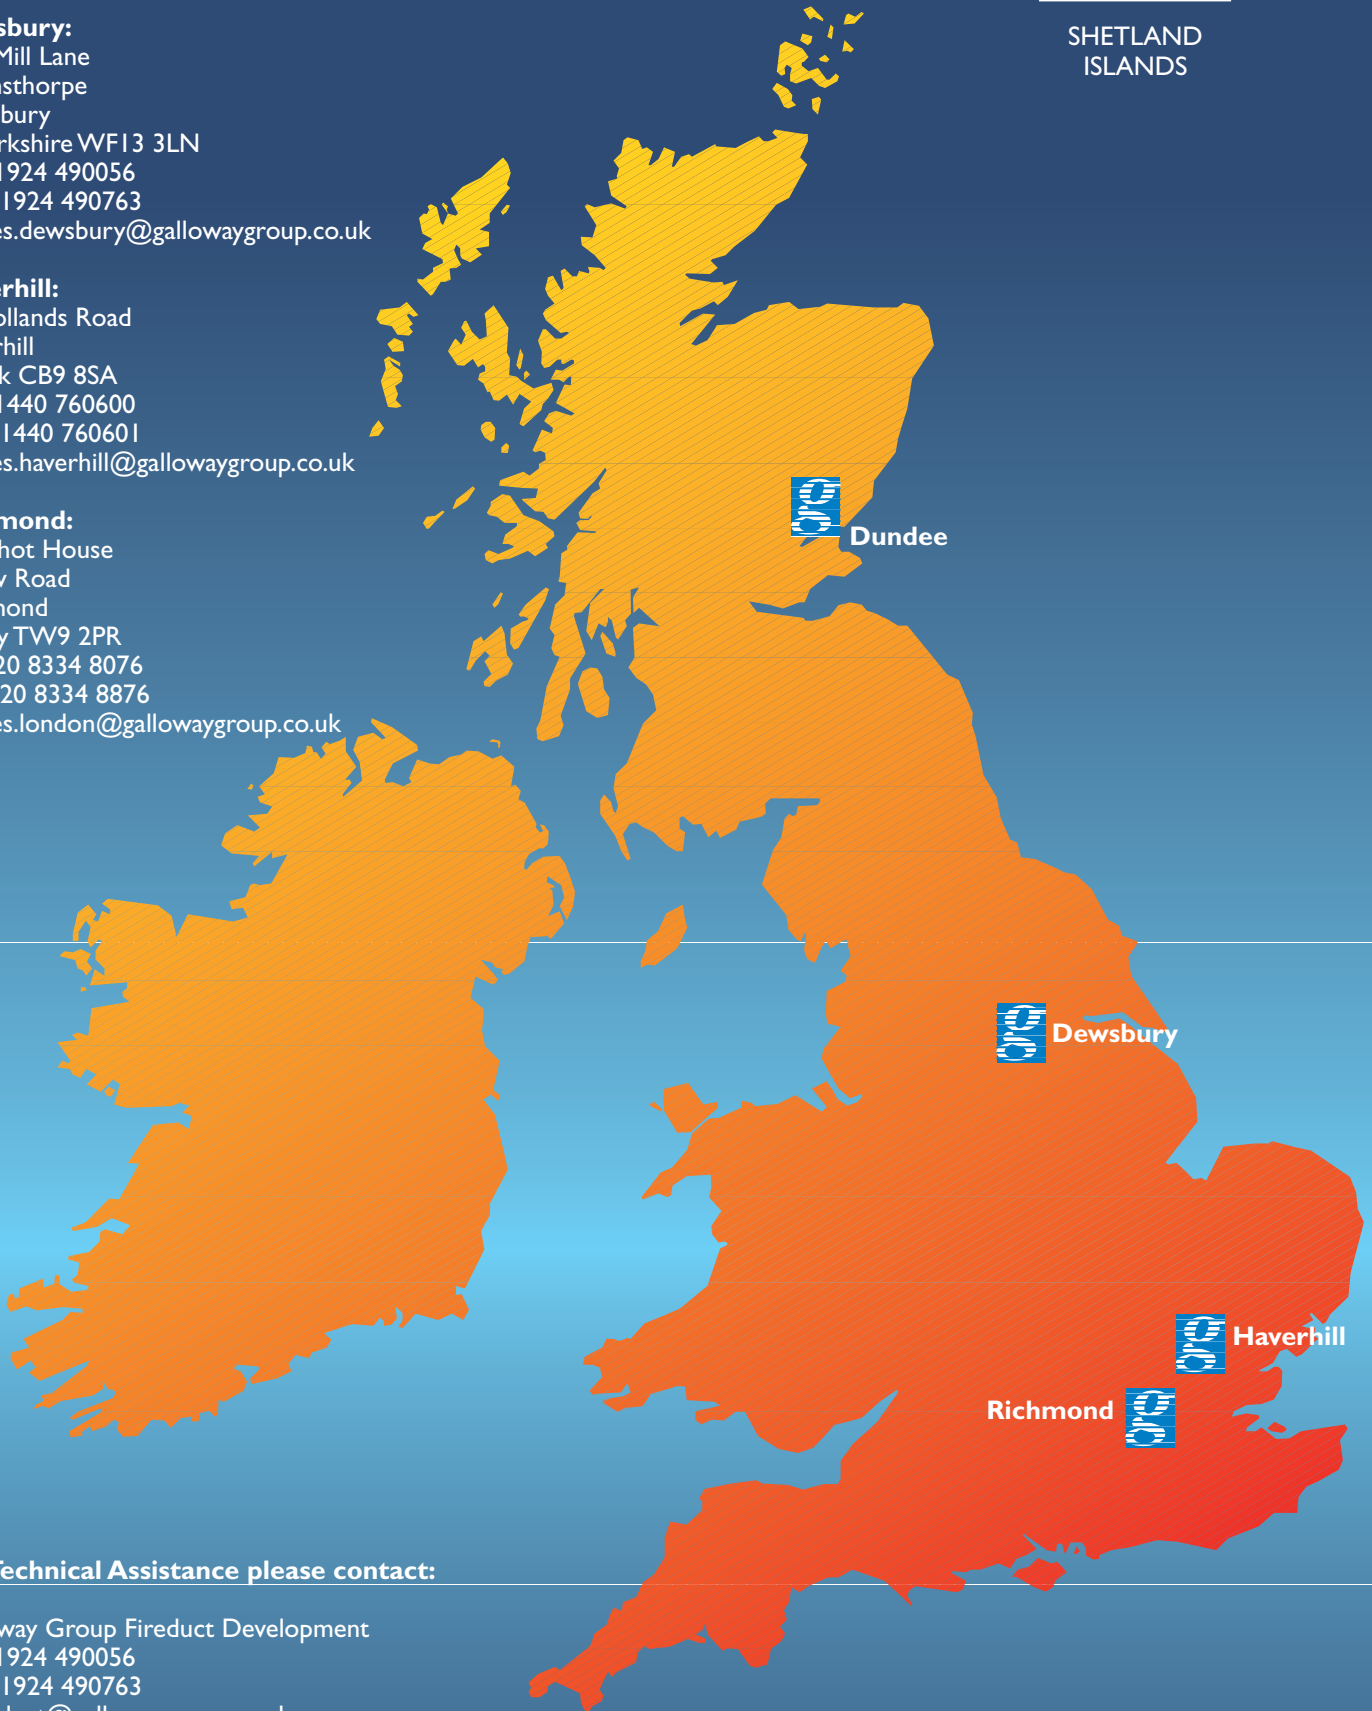 sbury:
Mill Lane
sthorpe
bury
rkshire WF13 3LN
1924 490056
1924 490763
es.dewsbury@gallowaygroup.co.uk
erhill:
ollands Road
hill
k CB9 8SA
1440 760600
1440 760601
es.haverhill@gallowaygroup.co.uk
mond:
hot House
Road
mond
y TW9 2PR
20 8334 8076
20 8334 8876
es.london@gallowaygroup.co.uk
SHETLAND
ISLANDS
g
Dundee
g
Dewsbury
g
Haverhill
Richmond
g
Technical Assistance please contact:
way Group Fireduct Development
1924 490056
1924 490763